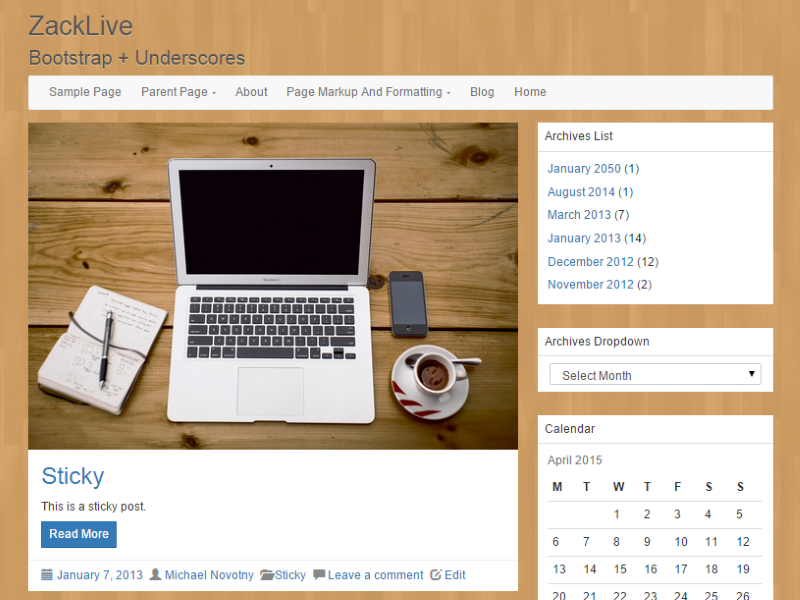 ZackLive
Bootstrap + Underscores
Sample Page Parent Page About Page Markup And Formatting Blog Home
Sticky
This is a sticky post.
Read More
January 7, 2013 Michael Novotny Sticky Leave a comment Edit
Archives List
January 2050 (1)
August 2014 (1)
March 2013 (7)
January 2013 (14)
December 2012 (12)
November 2012 (2)
Archives Dropdown
Select Month
Calendar
April 2015
M T W T F S S
1 2 3 4 5
6 7 8 9 10 11 12
13 14 15 16 17 18 19
20 21 22 23 24 25 26